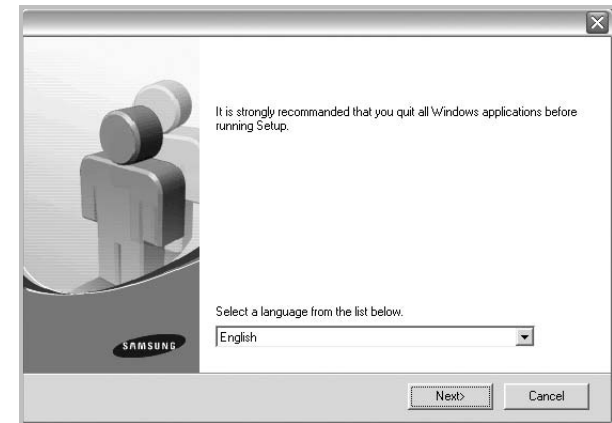 It is strongly recommanded that you quit all Windows applications before
running Setup.
Select a language from the list below.
English
SAMSUNG
Next>
Cancel